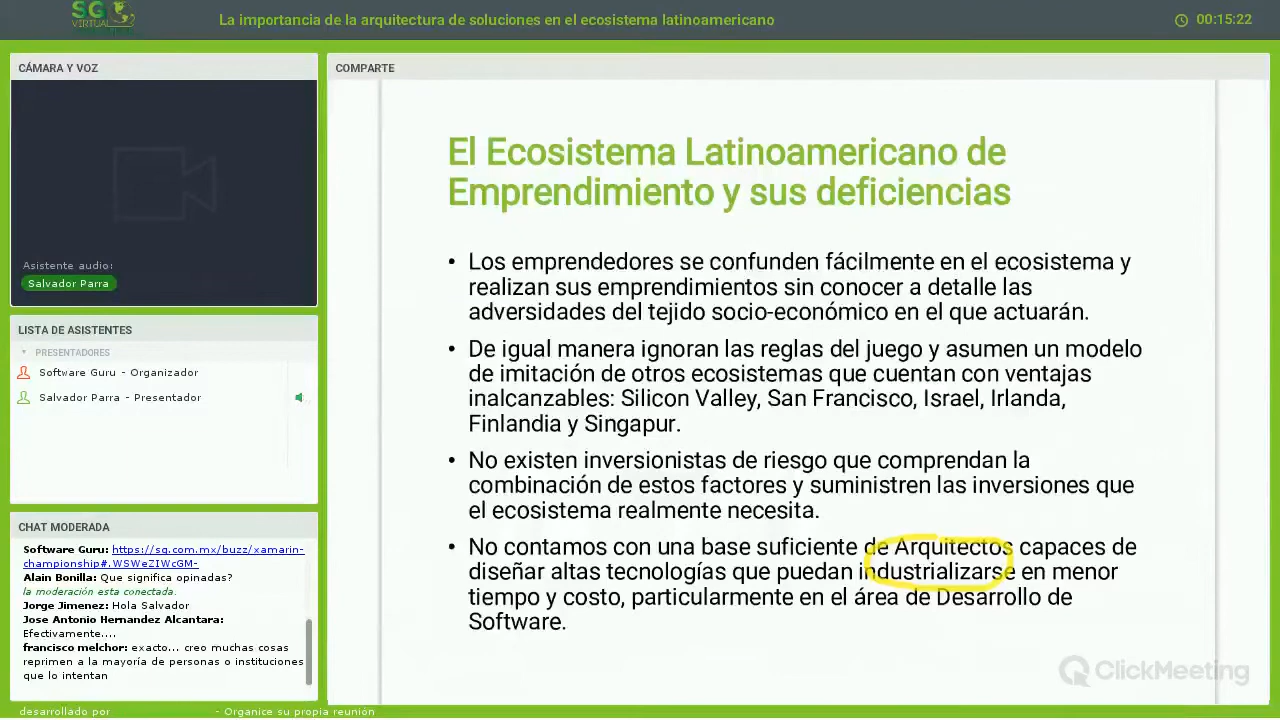 SG
VIRTUAL
La importancia de la arquitectura de soluciones en el ecosistema latinoamericano
00:15:22
CÁMARA Y VOZ
Asistente audio:
Salvador Parra
LISTA DE ASISTENTES
PRESENTADORES
Software Guru - Organizador
Salvador Parra - Presentador
CHAT MODERADA
Software Guru: https://sg.com.mx/buzz/xamarin-
championship#.WSWeZIWcGM-
Alain Bonilla: Que significa opinadas?
la moderación esta conectada.
Jorge Jimenez: Hola Salvador
Jose Antonio Hernandez Alcantara:
Efectivamente....
francisco melchor: exacto... creo muchas cosas
reprimen a la mayoría de personas o instituciones
que lo intentan
desarrollado por - Organice su propia reunión
COMPARTE
El Ecosistema Latinoamericano de
Emprendimiento y sus deficiencias
• Los emprendedores se confunden fácilmente en el ecosistema y
realizan sus emprendimientos sin conocer a detalle las
adversidades del tejido socio-económico en el que actuarán.
• De igual manera ignoran las reglas del juego y asumen un modelo
de imitación de otros ecosistemas que cuentan con ventajas
inalcanzables: Silicon Valley, San Francisco, Israel, Irlanda,
Finlandia y Singapur.
• No existen inversionistas de riesgo que comprendan la
combinación de estos factores y suministren las inversiones que
el ecosistema realmente necesita.
• No contamos con una base suficiente de Arquitectos capaces de
diseñar altas tecnologías que puedan industrializarse en menor
tiempo y costo, particularmente en el área de Desarrollo de
Software.
ClickMeeting